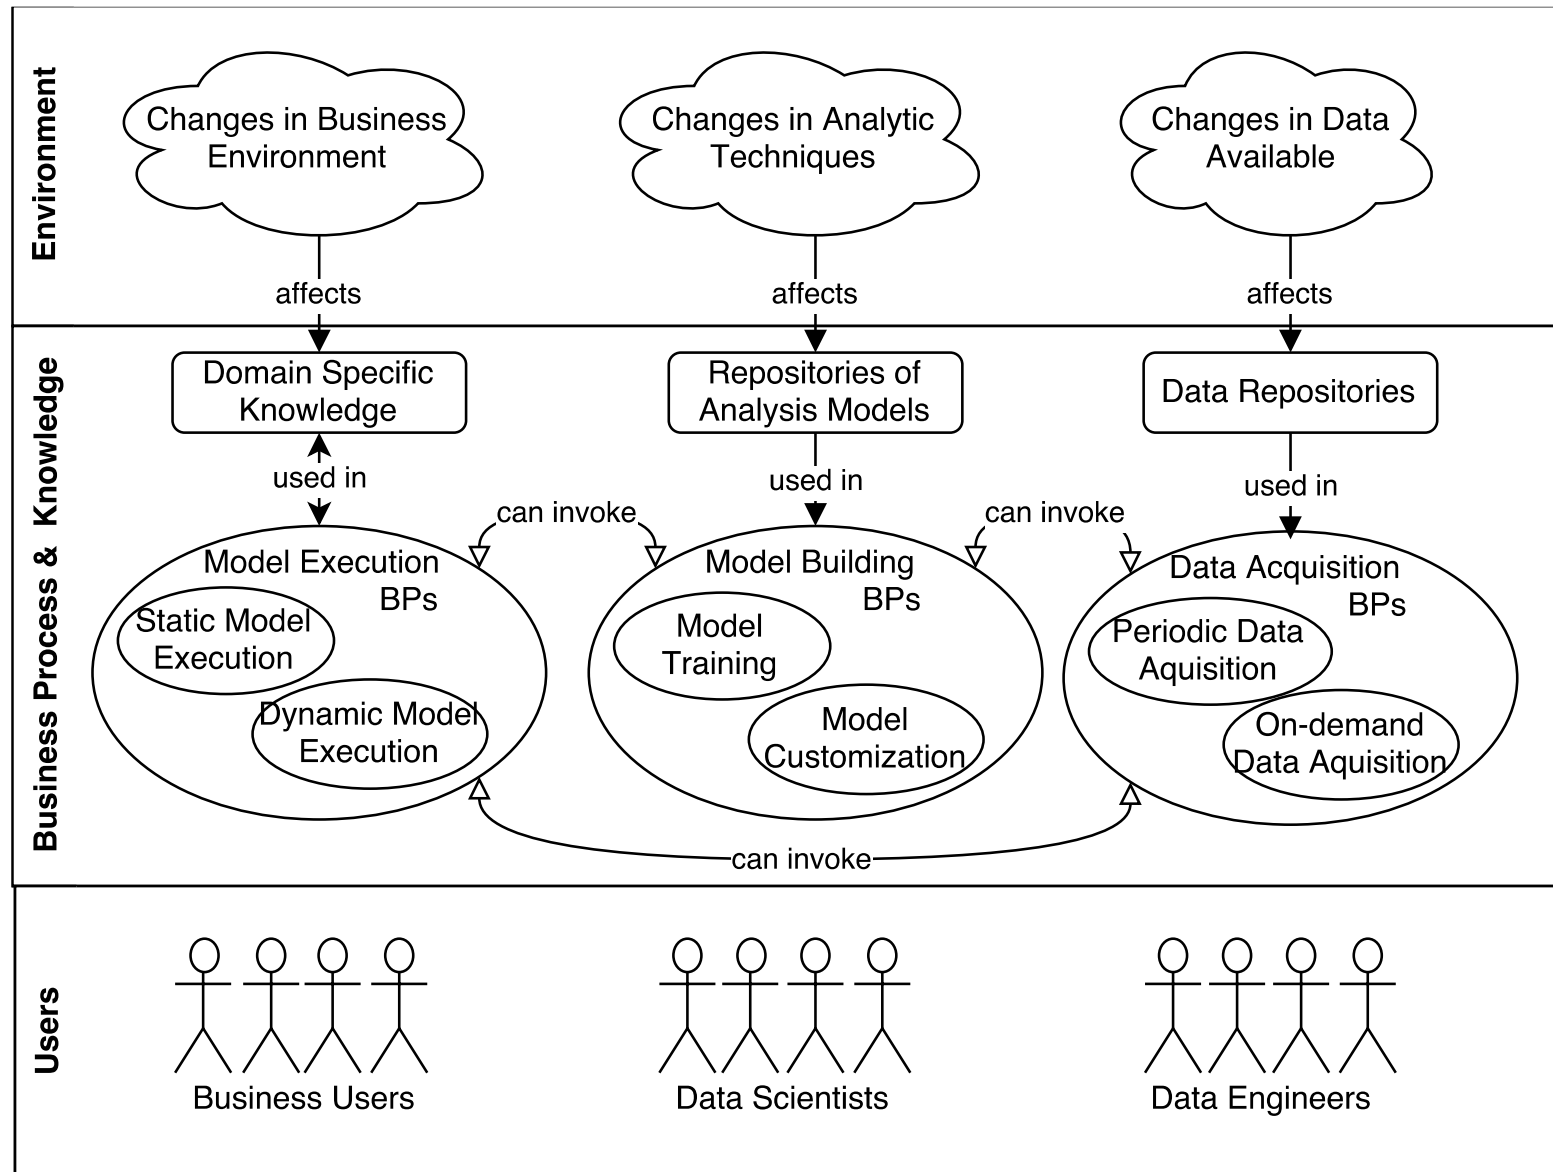 Environment
Changes in Business
Environment
Changes in Analytic
Techniques
Changes in Data
Available
affects
affects
affects
Business Process & Knowledge
Domain Specific
Knowledge
Repositories of
Analysis Models
Data Repositories
used in
used in
used in
can invoke
can invoke
Model Execution
BPs
Static Model
Execution
Dynamic Model
Execution
Model Building
BPs
Model
Training
Model
Customization
Data Acquisition
BPs
Periodic Data
Aquisition
On-demand
Data Aquisition
can invoke
Users
Business Users
Data Scientists
Data Engineers